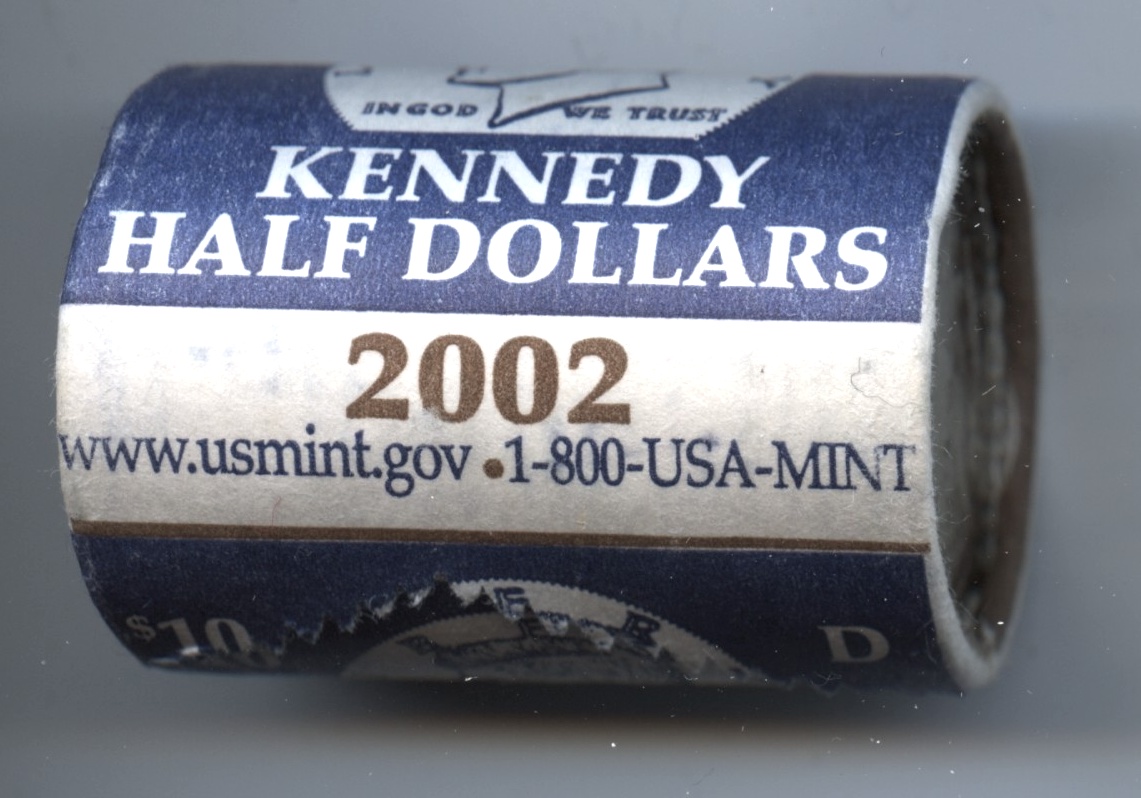 IN GOD WE TRUST
KENNEDY
HALF DOLLARS
2002
www.usmint.gov • 1-800-USA-MINT
$10 D